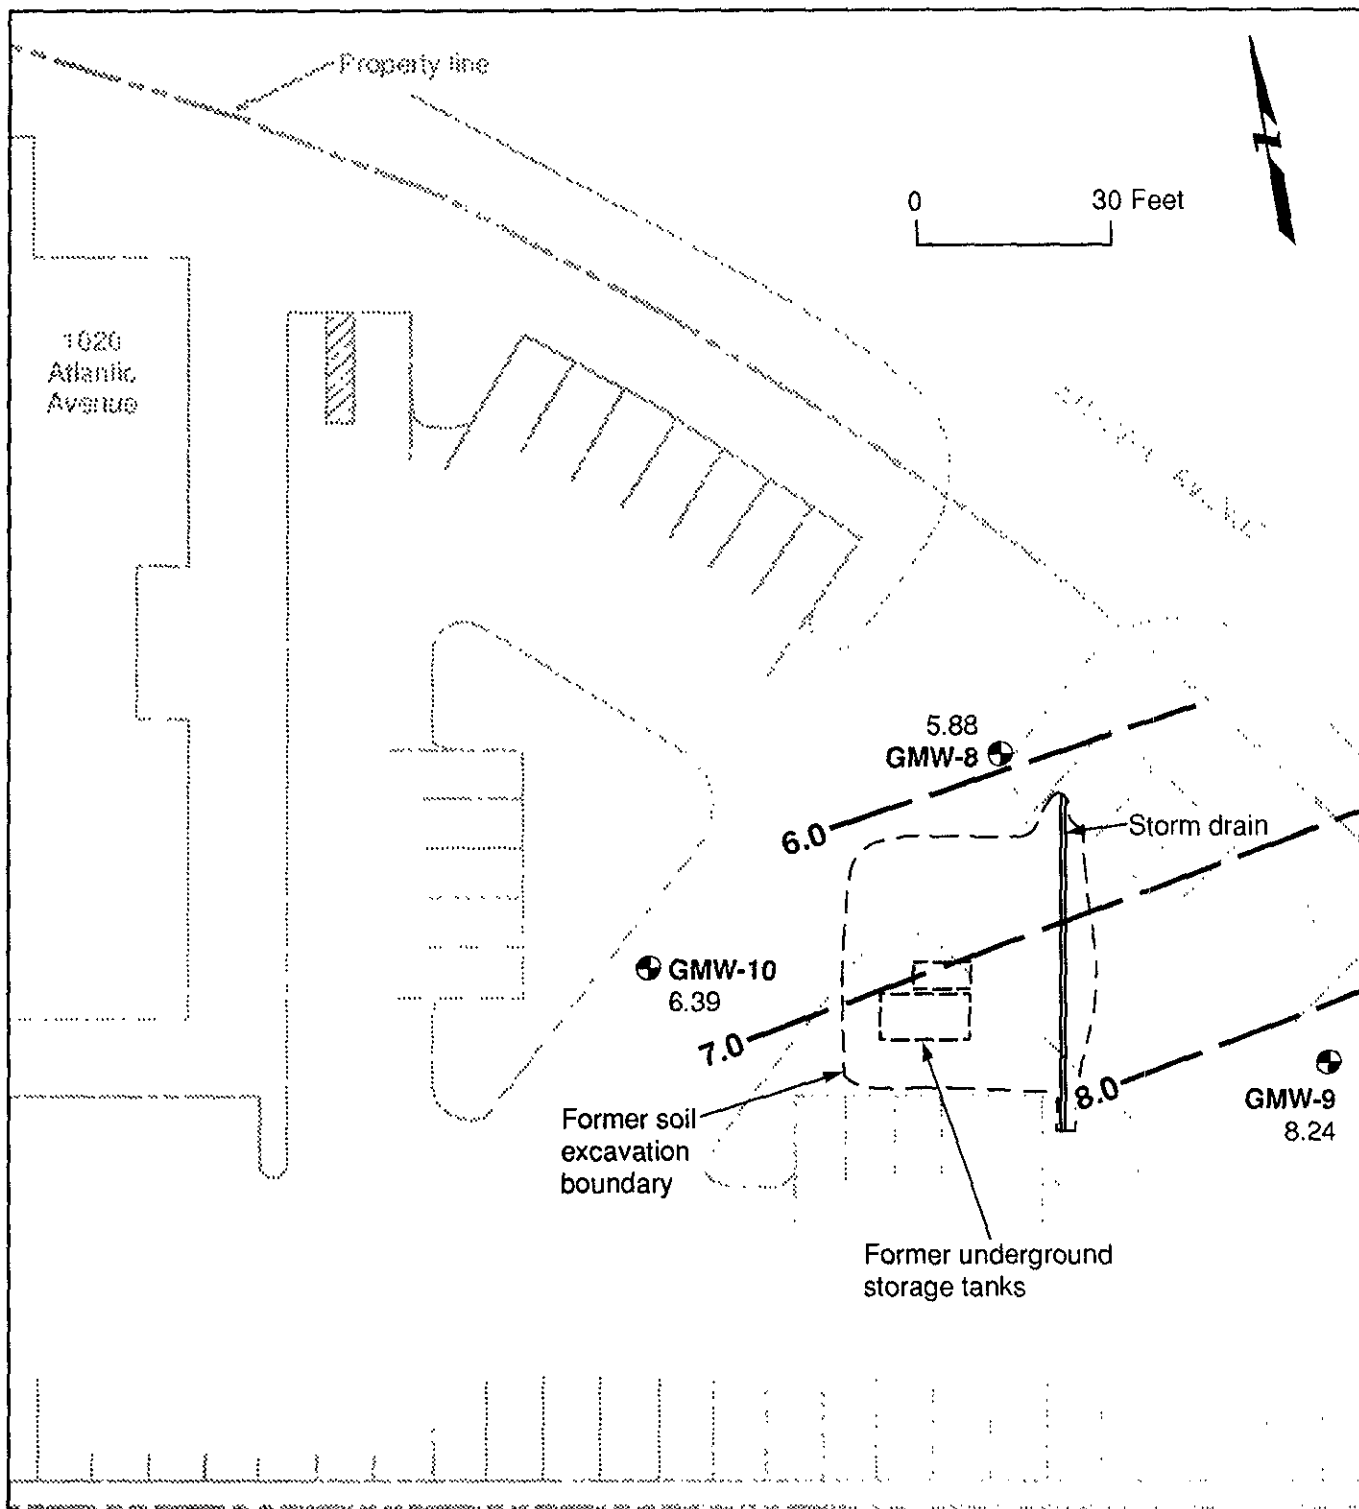 Property line
0 30 Feet
1020
Atlantic
Avenue
5.88
GMW-8
6.0
Storm drain
GMW-10
6.39
7.0
8.0
GMW-9
8.24
Former soil
excavation
boundary
Former underground
storage tanks